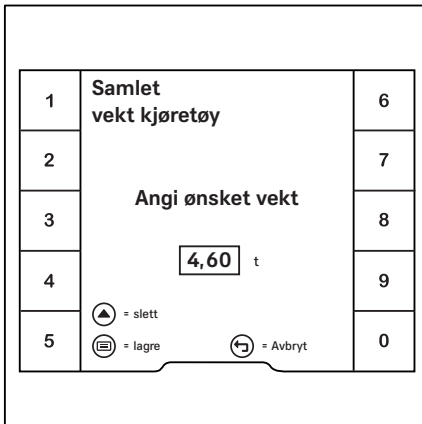 1
2
3
4
5
Samlet
vekt kjøretøy
Angi ønsket vekt
4,60 t
= slett
= lagre
= Avbryt
6
7
8
9
0